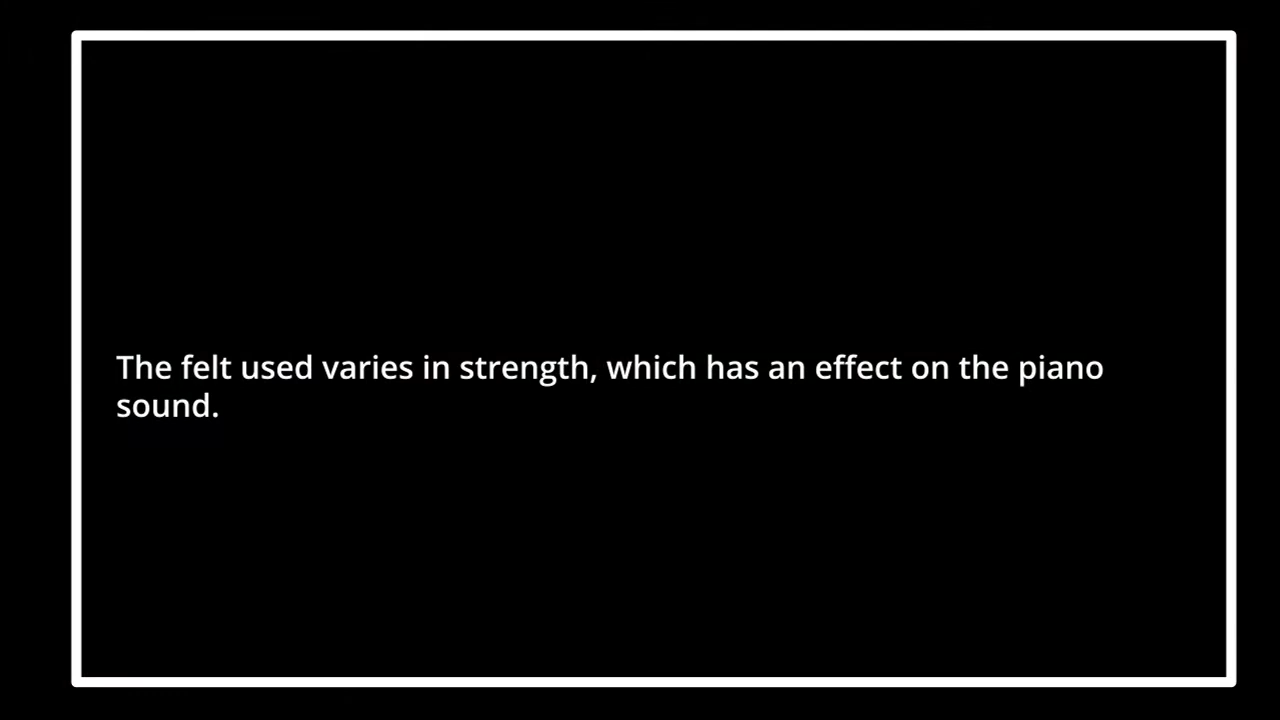 The felt used varies in strength, which has an effect on the piano
sound.